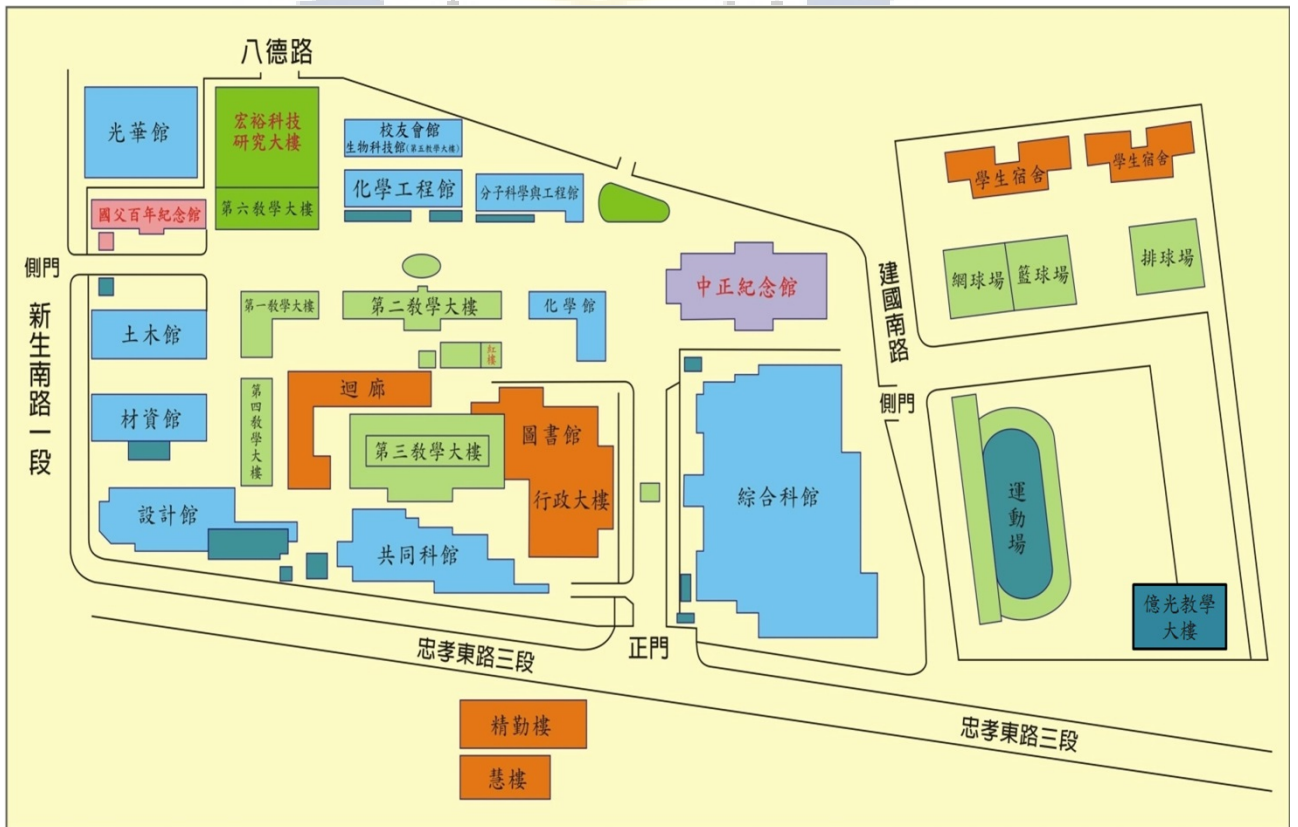 八德路
光華館
宏裕科技
研究大樓
校友會館
生物科技館(第五教學大樓)
化學工程館
分子科學與工程館
國父百年紀念館
第六教學大樓
學生宿舍
學生宿舍
側門
新生南路一段
中正紀念館
建國南路
網球場
籃球場
排球場
第一教學大樓
第二教學大樓
化學館
土木館
紅樓
迴廊
第四教學大樓
材資館
圖書館
第三教學大樓
行政大樓
側門
綜合科館
運動場
設計館
共同科館
億光教學
大樓
忠孝東路三段
正門
精勤樓
慧樓
忠孝東路三段